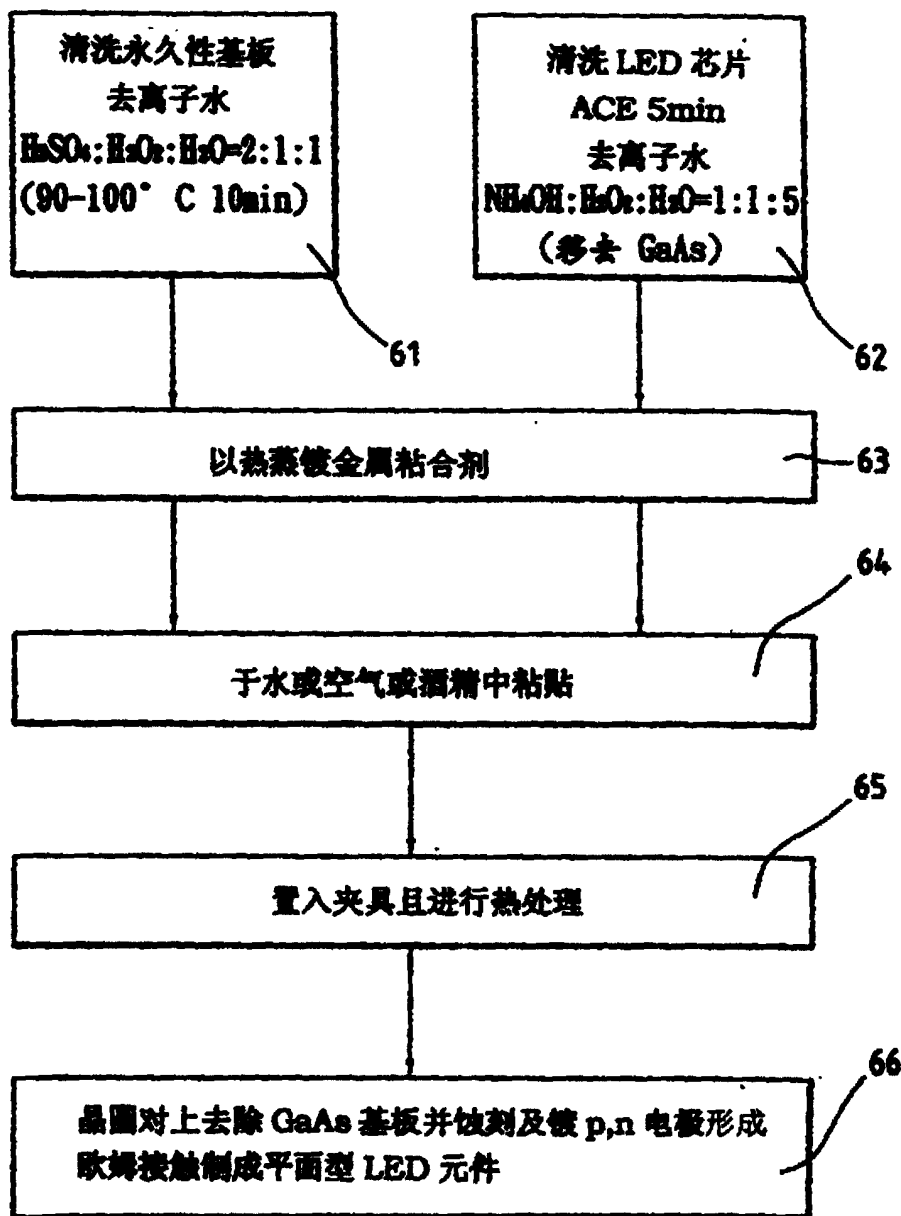 清洗永久性基板
去离子水
H₂SO₄:H₂O₂:H₂O=2:1:1
(90-100° C 10min)
61
清洗 LED 芯片
ACE 5min
去离子水
NH₄OH:H₂O₂:H₂O=1:1:5
(移去 GaAs)
62
以热蒸镀金属粘合剂
63
于水或空气或酒精中粘贴
64
置入夹具且进行热处理
65
晶圆对上去除 GaAs 基板并蚀刻及镀 p,n 电极形成
欧姆接触制成平面型 LED 元件
66